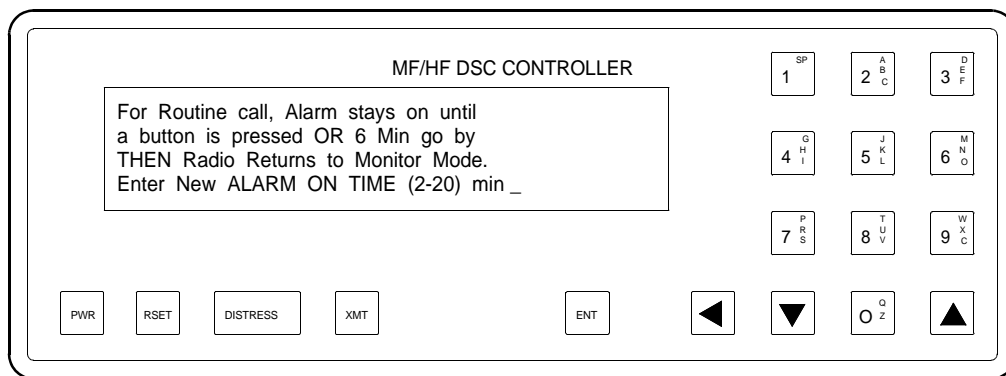 MF/HF DSC CONTROLLER
For Routine call, Alarm stays on until
a button is pressed OR 6 Min go by
THEN Radio Returns to Monitor Mode.
Enter New ALARM ON TIME (2-20) min _
1 SP
2 A B C
3 D E F
4 G H I
5 J K L
6 M N O
7 P R S
8 T U V
9 W X C
PWR
RSET
DISTRESS
XMT
ENT
O Q Z